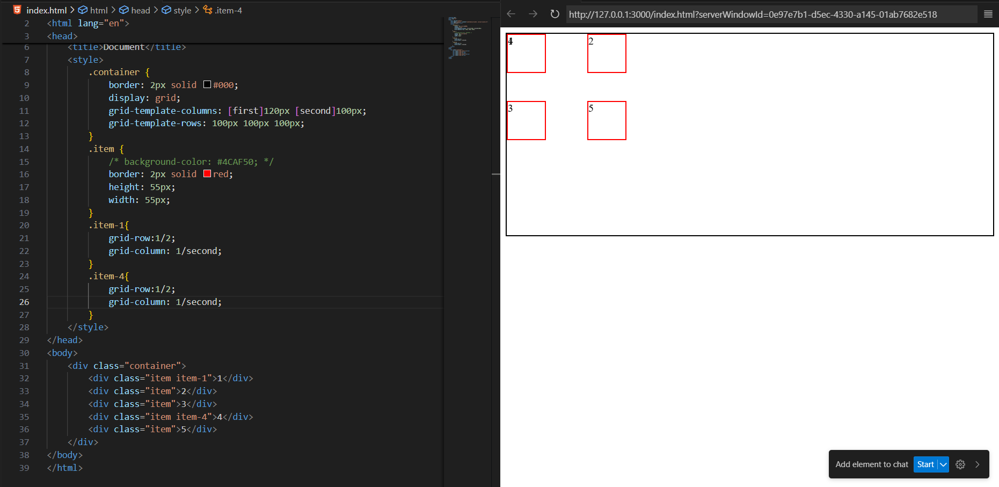 index.html > html > head > style > .item-4
2 <html lang="en">
3 <head>
6 <title>Document</title>
7 <style>
8 .container {
9 border: 2px solid #000;
10 display: grid;
11 grid-template-columns: [first]120px [second]100px;
12 grid-template-rows: 100px 100px 100px;
13 }
14 .item {
15 /* background-color: #4CAF50; */
16 border: 2px solid red;
17 height: 55px;
18 width: 55px;
19 }
20 .item-1{
21 grid-row:1/2;
22 grid-column: 1/second;
23 }
24 .item-4{
25 grid-row:1/2;
26 grid-column: 1/second;
27 }
28 </style>
29 </head>
30 <body>
31 <div class="container">
32 <div class="item item-1">1</div>
33 <div class="item">2</div>
34 <div class="item">3</div>
35 <div class="item item-4">4</div>
36 <div class="item">5</div>
37 </div>
38 </body>
39 </html>
http://127.0.0.1:3000/index.html?serverWindowId=0e97e7b1-d5ec-4330-a145-01ab7682e518
2
3 5
Add element to chat Start